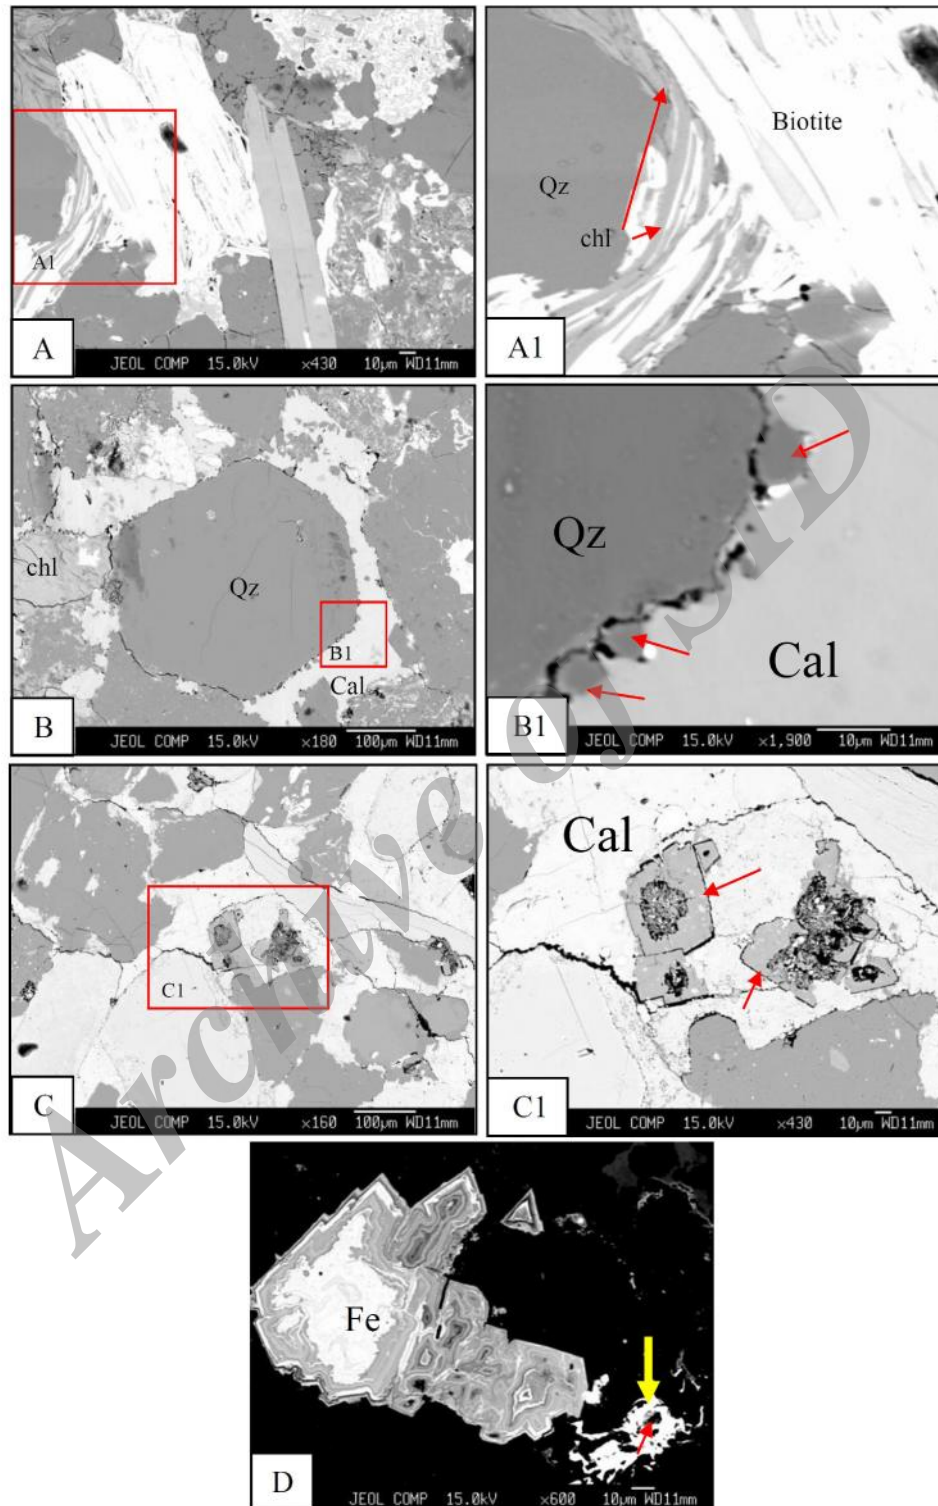 A1
A
JEOL COMP 15.0kV ×430 10µm WD11mm
Biotite
Qz
chl
A1
chl
Qz
B1
Cal
B
JEOL COMP 15.0kV ×180 100µm WD11mm
Qz
Cal
B1
JEOL COMP 15.0kV ×1,900 10µm WD11mm
C1
C
JEOL COMP 15.0kV ×160 100µm WD11mm
Cal
C1
JEOL COMP 15.0kV ×430 10µm WD11mm
Fe
D
JEOL COMP 15.0kV ×600 10µm WD11mm
Archive of SID